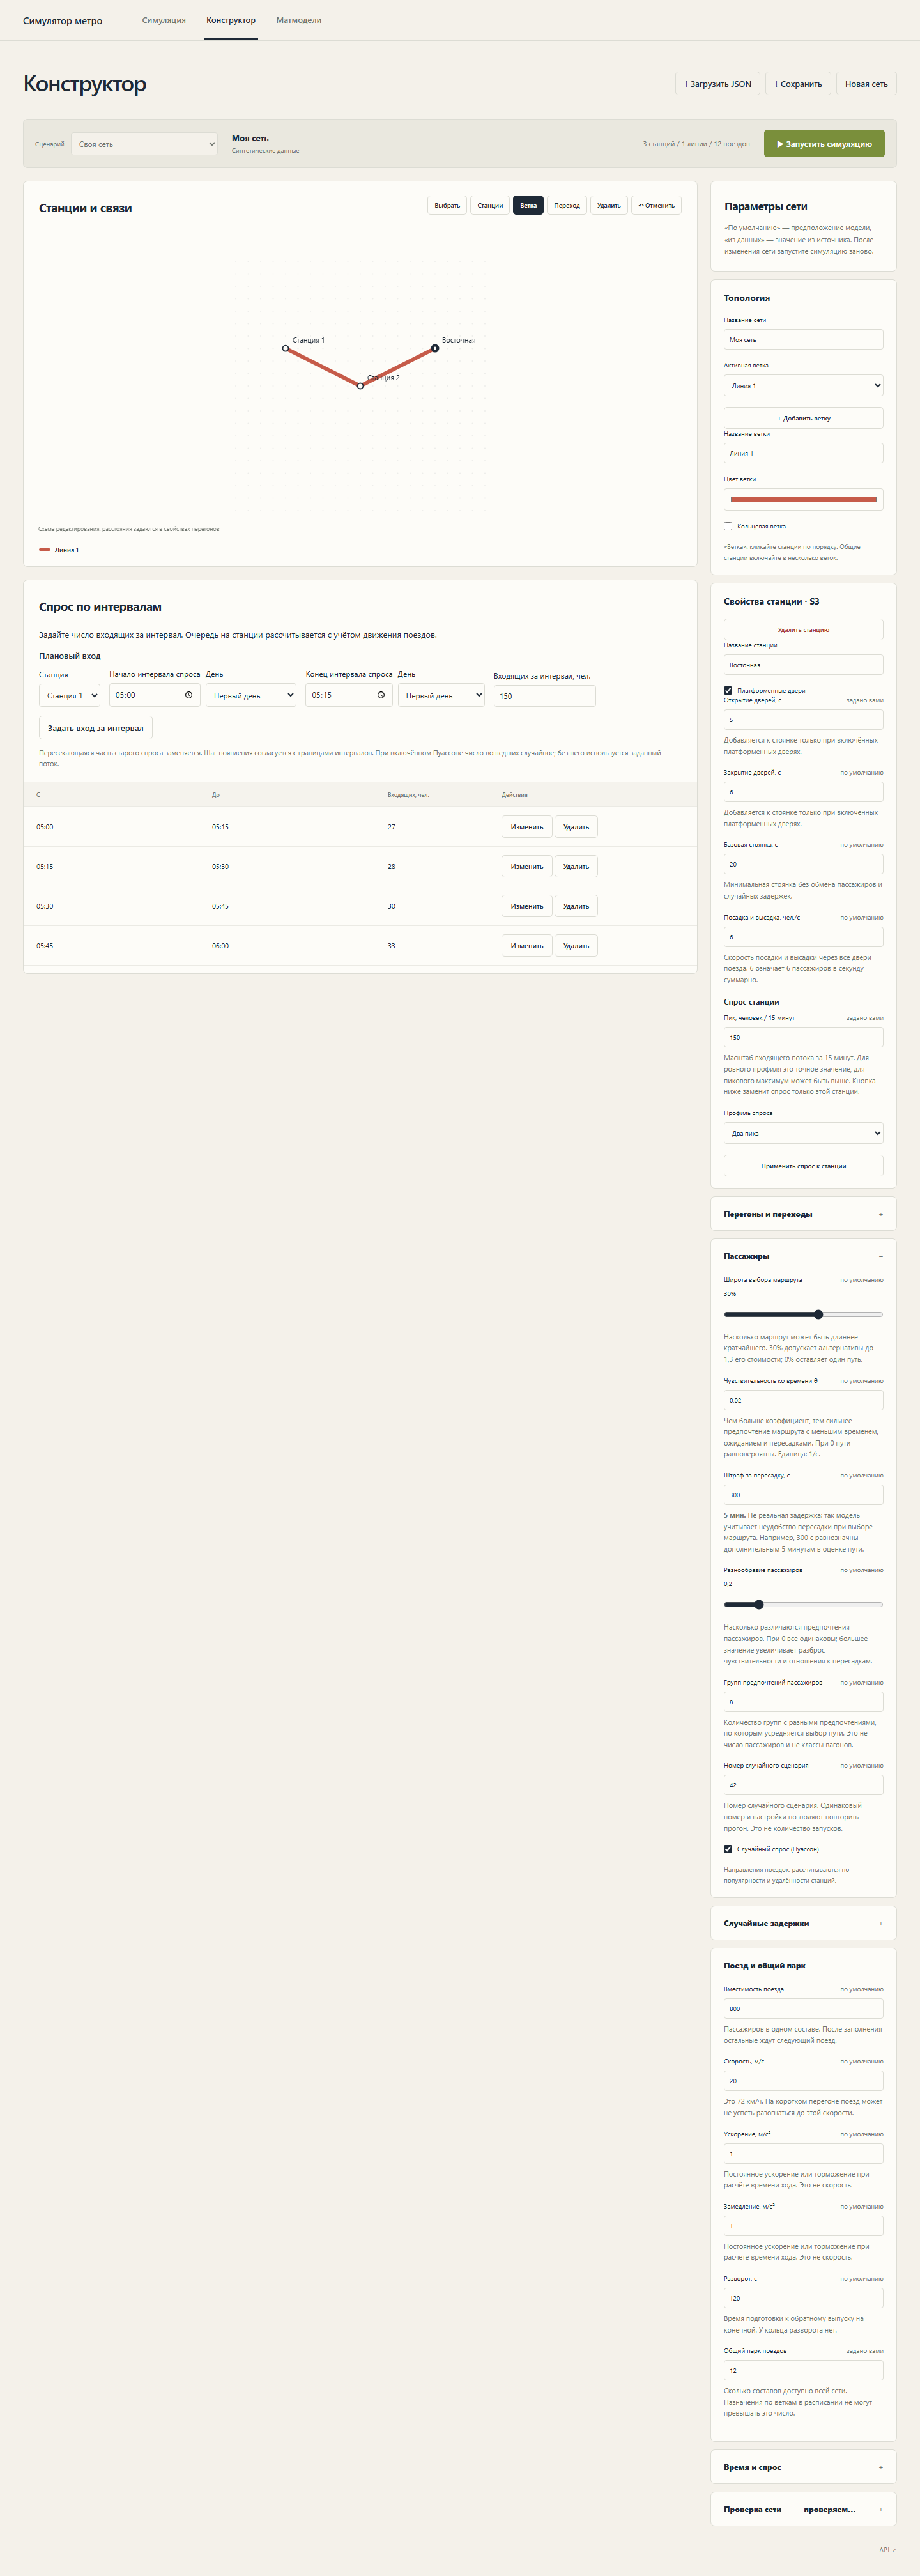 Симулятор метро
Симуляция
Конструктор
Матмодели
Конструктор
↑ Загрузить JSON
↓ Сохранить
Новая сеть
Сценарий
Своя сеть
Моя сеть
Синтетические данные
3 станций / 1 линии / 12 поездов
▶ Запустить симуляцию
Станции и связи
Выбрать
Станции
Ветка
Переход
Удалить
↶ Отменить
Станция 1
Восточная
Станция 2
Схема редактирования: расстояния задаются в свойствах перегонов
Линия 1
Спрос по интервалам
Задайте число входящих за интервал. Очередь на станции рассчитывается с учётом движения поездов.
Плановый вход
Станция
Начало интервала спроса
День
Конец интервала спроса
День
Входящих за интервал, чел.
Станция 1
05:00
Первый день
05:15
Первый день
150
Задать вход за интервал
Пересекающаяся часть старого спроса заменяется. Шаг появления согласуется с границами интервалов. При включённом Пуассоне число вошедших случайное; без него используется заданный
поток.
С
До
Входящих, чел.
Действия
05:00
05:15
27
Изменить
Удалить
05:15
05:30
28
Изменить
Удалить
05:30
05:45
30
Изменить
Удалить
05:45
06:00
33
Изменить
Удалить
Параметры сети
«По умолчанию» — предположение модели,
«из данных» — значение из источника. После
изменения сети запустите симуляцию заново.
Топология
Название сети
Моя сеть
Активная ветка
Линия 1
+ Добавить ветку
Название ветки
Линия 1
Цвет ветки
Кольцевая ветка
«Ветка»: кликайте станции по порядку. Общие
станции включайте в несколько веток.
Свойства станции · S3
Удалить станцию
Название станции
Восточная
Платформенные двери
Открытие дверей, с
задано вами
5
Добавляется к стоянке только при включённых
платформенных дверях.
Закрытие дверей, с
по умолчанию
6
Добавляется к стоянке только при включённых
платформенных дверях.
Базовая стоянка, с
по умолчанию
20
Минимальная стоянка без обмена пассажиров и
случайных задержек.
Посадка и высадка, чел./с
по умолчанию
6
Скорость посадки и высадки через все двери
поезда. 6 означает 6 пассажиров в секунду
суммарно.
Спрос станции
Пик, человек / 15 минут
задано вами
150
Масштаб входящего потока за 15 минут. Для
ровного профиля это точное значение, для
пикового максимум может быть выше. Кнопка
ниже заменит спрос только этой станции.
Профиль спроса
Два пика
Применить спрос к станции
Перегоны и переходы
+
Пассажиры
−
Широта выбора маршрута
по умолчанию
30%
Насколько маршрут может быть длиннее
кратчайшего. 30% допускает альтернативы до
1,3 его стоимости; 0% оставляет один путь.
Чувствительность ко времени θ
по умолчанию
0,02
Чем больше коэффициент, тем сильнее
предпочтение маршрута с меньшим временем,
ожиданием и пересадками. При 0 пути
равновероятны. Единица: 1/с.
Штраф за пересадку, с
по умолчанию
300
5 мин. Не реальная задержка: так модель
учитывает неудобство пересадки при выборе
маршрута. Например, 300 с равнозначны
дополнительным 5 минутам в оценке пути.
Разнообразие пассажиров
по умолчанию
0,2
Насколько различаются предпочтения
пассажиров. При 0 все одинаковы; большее
значение увеличивает разброс
чувствительности и отношения к пересадкам.
Групп предпочтений пассажиров
по умолчанию
8
Количество групп с разными предпочтениями,
по которым усредняется выбор пути. Это не
число пассажиров и не классы вагонов.
Номер случайного сценария
по умолчанию
42
Номер случайного сценария. Одинаковый
номер и настройки позволяют повторить
прогон. Это не количество запусков.
Случайный спрос (Пуассон)
Направления поездок: рассчитываются по
популярности и удалённости станций.
Случайные задержки
+
Поезд и общий парк
−
Вместимость поезда
по умолчанию
800
Пассажиров в одном составе. После заполнения
остальные ждут следующий поезд.
Скорость, м/с
по умолчанию
20
Это 72 км/ч. На коротком перегоне поезд может
не успеть разогнаться до этой скорости.
Ускорение, м/с²
по умолчанию
1
Постоянное ускорение или торможение при
расчёте времени хода. Это не скорость.
Замедление, м/с²
по умолчанию
1
Постоянное ускорение или торможение при
расчёте времени хода. Это не скорость.
Разворот, с
по умолчанию
120
Время подготовки к обратному выпуску на
конечной. У кольца разворота нет.
Общий парк поездов
задано вами
12
Сколько составов доступно всей сети.
Назначения по веткам в расписании не могут
превышать это число.
Время и спрос
+
Проверка сети
проверяем…
+
API ↗